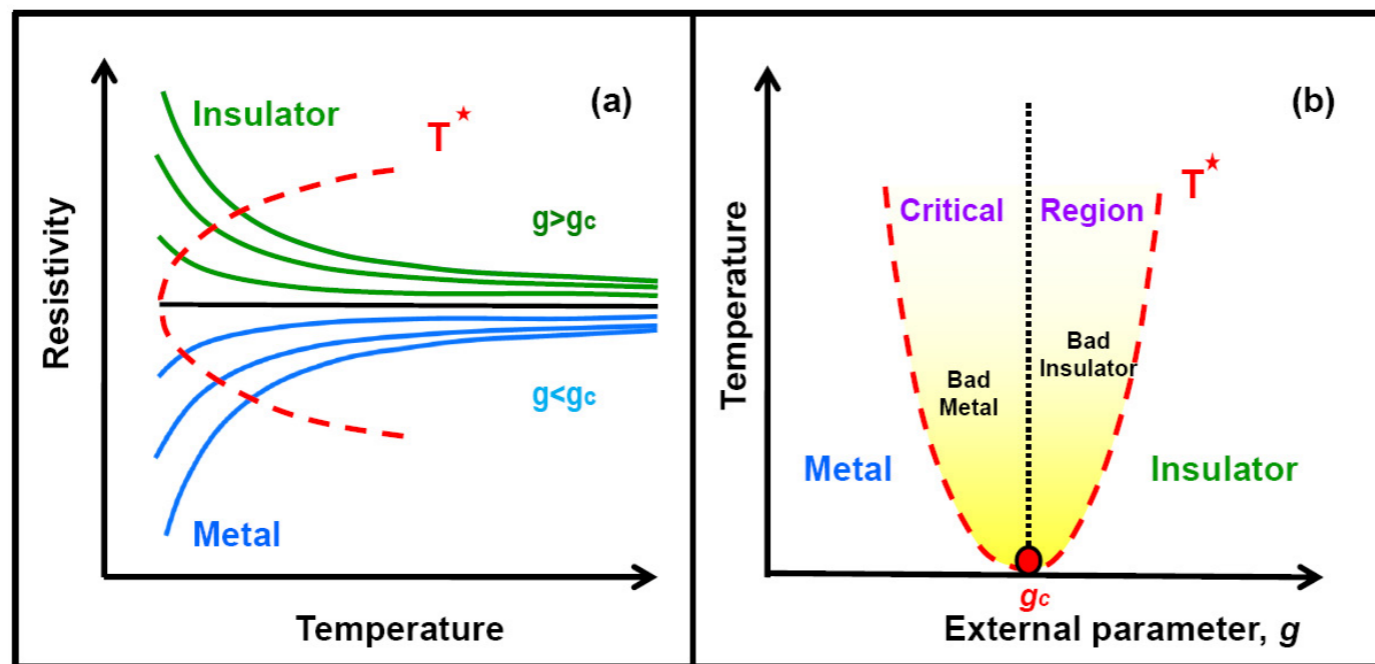 (a)
Insulator
T★
g>gc
g<gc
Metal
Resistivity
Temperature
(b)
T★
Critical Region
Bad
Insulator
Bad
Metal
Metal
Insulator
gc
Temperature
External parameter, g